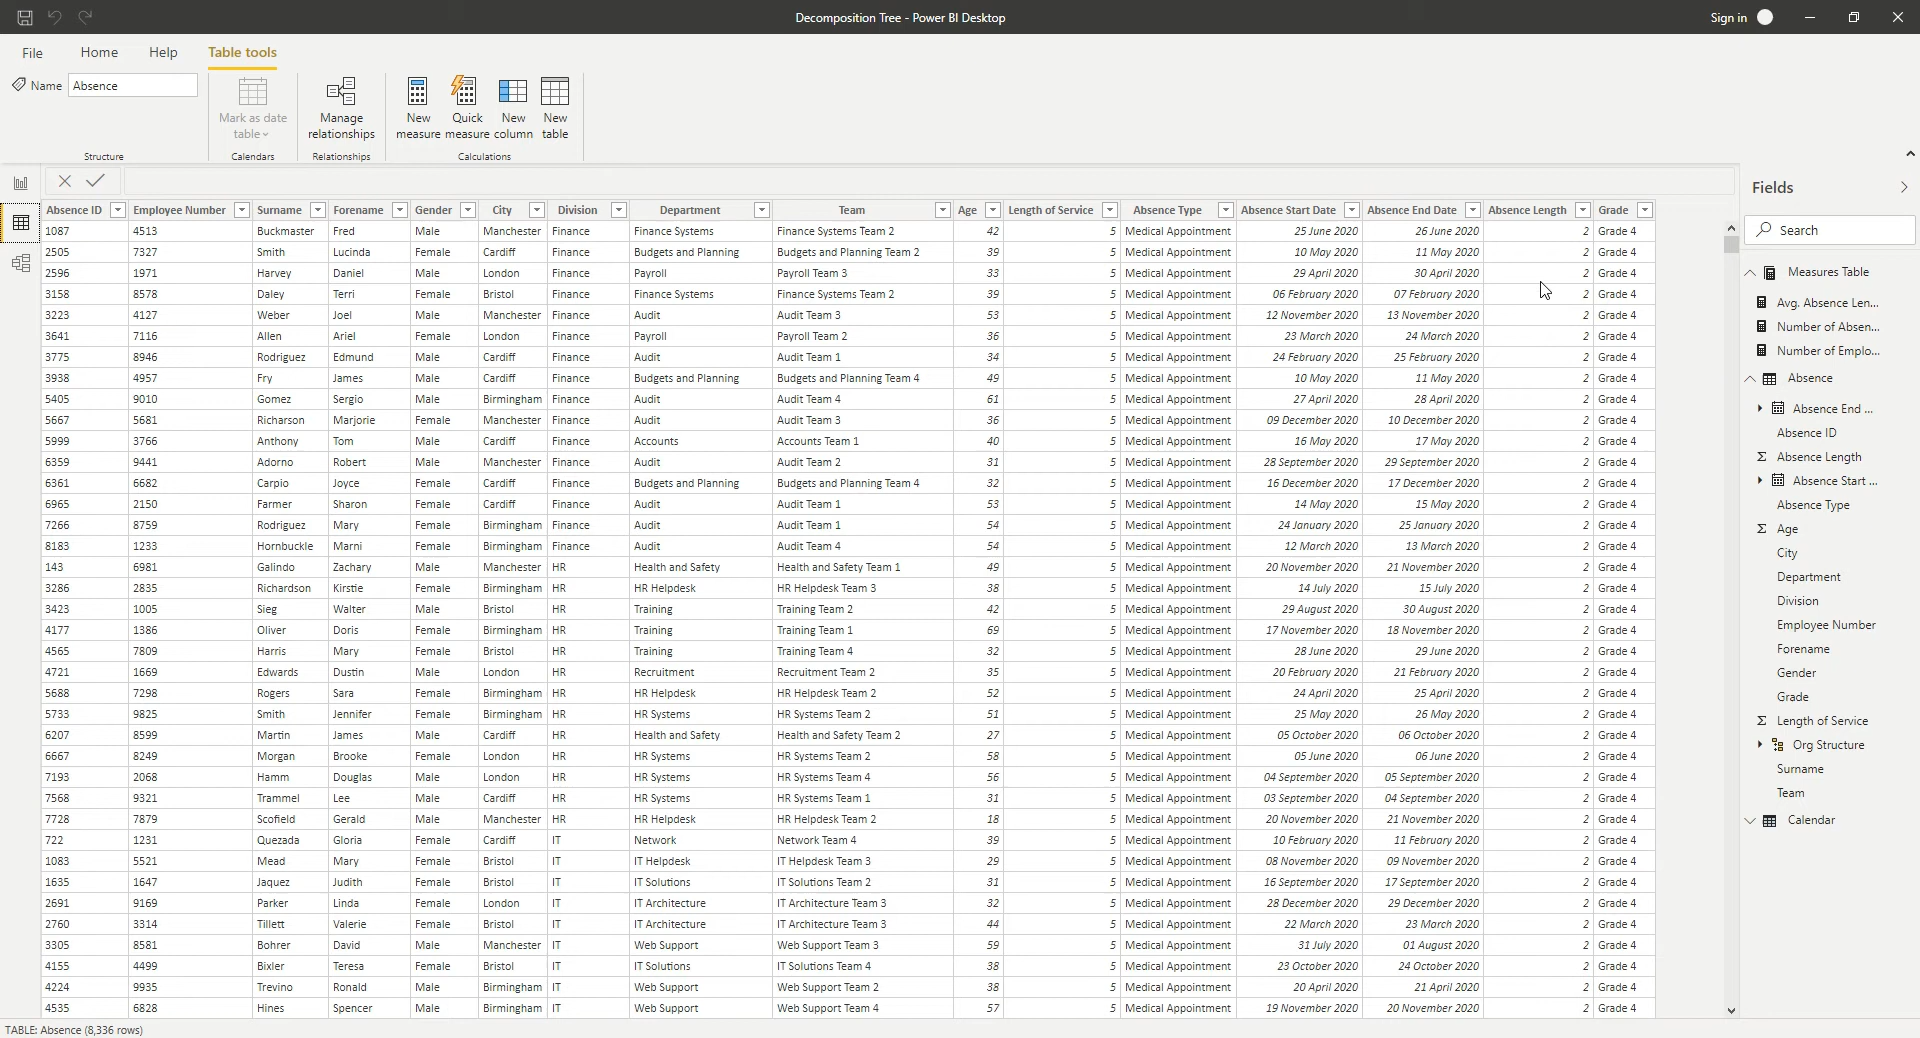 Decomposition Tree - Power BI Desktop
Sign in
File Home Help Table tools
Name Absence
Mark as date table
Manage relationships
New measure
Quick measure
New column
New table
Structure Calendars Relationships Calculations
Fields
Search
Absence ID Employee Number Surname Forename Gender City Division Department Team Age Length of Service Absence Type Absence Start Date Absence End Date Absence Length Grade
1087 4513 Buckmaster Fred Male Manchester Finance Finance Systems Finance Systems Team 2 42 5 Medical Appointment 25 June 2020 26 June 2020 2 Grade 4
2505 7327 Smith Lucinda Female Cardiff Finance Budgets and Planning Budgets and Planning Team 2 39 5 Medical Appointment 10 May 2020 11 May 2020 2 Grade 4
2596 1971 Harvey Daniel Male London Finance Payroll Payroll Team 3 33 5 Medical Appointment 29 April 2020 30 April 2020 2 Grade 4
3158 8578 Daley Terri Female Bristol Finance Finance Systems Finance Systems Team 2 39 5 Medical Appointment 06 February 2020 07 February 2020 2 Grade 4
3223 4127 Weber Joel Male Manchester Finance Audit Audit Team 3 53 5 Medical Appointment 12 November 2020 13 November 2020 2 Grade 4
3641 7116 Allen Ariel Female London Finance Payroll Payroll Team 2 36 5 Medical Appointment 23 March 2020 24 March 2020 2 Grade 4
3775 8946 Rodriguez Edmund Male Cardiff Finance Audit Audit Team 1 34 5 Medical Appointment 24 February 2020 25 February 2020 2 Grade 4
3938 4957 Fry James Male Cardiff Finance Budgets and Planning Budgets and Planning Team 4 49 5 Medical Appointment 10 May 2020 11 May 2020 2 Grade 4
5405 9010 Gomez Sergio Male Birmingham Finance Audit Audit Team 4 61 5 Medical Appointment 27 April 2020 28 April 2020 2 Grade 4
5667 5681 Richarson Marjorie Female Manchester Finance Audit Audit Team 3 36 5 Medical Appointment 09 December 2020 10 December 2020 2 Grade 4
5999 3766 Anthony Tom Male Cardiff Finance Accounts Accounts Team 1 40 5 Medical Appointment 16 May 2020 17 May 2020 2 Grade 4
6359 9441 Adorno Robert Male Manchester Finance Audit Audit Team 2 31 5 Medical Appointment 28 September 2020 29 September 2020 2 Grade 4
6361 6682 Carpio Joyce Female Cardiff Finance Budgets and Planning Budgets and Planning Team 4 32 5 Medical Appointment 16 December 2020 17 December 2020 2 Grade 4
6965 2150 Farmer Sharon Female Cardiff Finance Audit Audit Team 1 53 5 Medical Appointment 14 May 2020 15 May 2020 2 Grade 4
7266 8759 Rodriguez Mary Female Birmingham Finance Audit Audit Team 1 54 5 Medical Appointment 24 January 2020 25 January 2020 2 Grade 4
8183 1233 Hornbuckle Marni Female Birmingham Finance Audit Audit Team 4 54 5 Medical Appointment 12 March 2020 13 March 2020 2 Grade 4
143 6981 Galindo Zachary Male Manchester HR Health and Safety Health and Safety Team 1 49 5 Medical Appointment 20 November 2020 21 November 2020 2 Grade 4
3286 2835 Richardson Kirstie Female Birmingham HR HR Helpdesk HR Helpdesk Team 3 38 5 Medical Appointment 14 July 2020 15 July 2020 2 Grade 4
3423 1005 Sieg Walter Male Bristol HR Training Training Team 2 42 5 Medical Appointment 29 August 2020 30 August 2020 2 Grade 4
4177 1386 Oliver Doris Female Birmingham HR Training Training Team 1 69 5 Medical Appointment 17 November 2020 18 November 2020 2 Grade 4
4565 7809 Harris Mary Female Bristol HR Training Training Team 4 32 5 Medical Appointment 28 June 2020 29 June 2020 2 Grade 4
4721 1669 Edwards Dustin Male London HR Recruitment Recruitment Team 2 35 5 Medical Appointment 20 February 2020 21 February 2020 2 Grade 4
5688 7298 Rogers Sara Female Birmingham HR HR Helpdesk HR Helpdesk Team 2 52 5 Medical Appointment 24 April 2020 25 April 2020 2 Grade 4
5733 9825 Smith Jennifer Female Birmingham HR HR Systems HR Systems Team 2 51 5 Medical Appointment 25 May 2020 26 May 2020 2 Grade 4
6207 8599 Martin James Male Cardiff HR Health and Safety Health and Safety Team 2 27 5 Medical Appointment 05 October 2020 06 October 2020 2 Grade 4
6667 8249 Morgan Brooke Female London HR HR Systems HR Systems Team 2 58 5 Medical Appointment 05 June 2020 06 June 2020 2 Grade 4
7193 2068 Hamm Douglas Male London HR HR Systems HR Systems Team 4 56 5 Medical Appointment 04 September 2020 05 September 2020 2 Grade 4
7568 9321 Trammel Lee Male Cardiff HR HR Systems HR Systems Team 1 31 5 Medical Appointment 03 September 2020 04 September 2020 2 Grade 4
7728 7879 Scofield Gerald Male Manchester HR HR Helpdesk HR Helpdesk Team 2 18 5 Medical Appointment 20 November 2020 21 November 2020 2 Grade 4
722 1231 Quezada Gloria Female Cardiff IT Network Network Team 4 39 5 Medical Appointment 10 February 2020 11 February 2020 2 Grade 4
1083 5521 Mead Mary Female Bristol IT IT Helpdesk IT Helpdesk Team 3 29 5 Medical Appointment 08 November 2020 09 November 2020 2 Grade 4
1635 1647 Jaquez Judith Female Bristol IT IT Solutions IT Solutions Team 2 31 5 Medical Appointment 16 September 2020 17 September 2020 2 Grade 4
2691 9169 Parker Linda Female London IT IT Architecture IT Architecture Team 3 32 5 Medical Appointment 28 December 2020 29 December 2020 2 Grade 4
2760 3314 Tillett Valerie Female Bristol IT IT Architecture IT Architecture Team 3 44 5 Medical Appointment 22 March 2020 23 March 2020 2 Grade 4
3305 8581 Bohrer David Male Manchester IT Web Support Web Support Team 3 59 5 Medical Appointment 31 July 2020 01 August 2020 2 Grade 4
4155 4499 Bixler Teresa Female Bristol IT IT Solutions IT Solutions Team 4 38 5 Medical Appointment 23 October 2020 24 October 2020 2 Grade 4
4224 9935 Trevino Ronald Male Birmingham IT Web Support Web Support Team 2 38 5 Medical Appointment 20 April 2020 21 April 2020 2 Grade 4
4535 6828 Hines Spencer Male Birmingham IT Web Support Web Support Team 4 57 5 Medical Appointment 19 November 2020 20 November 2020 2 Grade 4
Measures Table
Avg. Absence Len...
Number of Absen...
Number of Emplo...
Absence
Absence End ...
Absence ID
Σ Absence Length
Absence Start ...
Absence Type
Σ Age
City
Department
Division
Employee Number
Forename
Gender
Grade
Σ Length of Service
Org Structure
Surname
Team
Calendar
TABLE: Absence (8,336 rows)